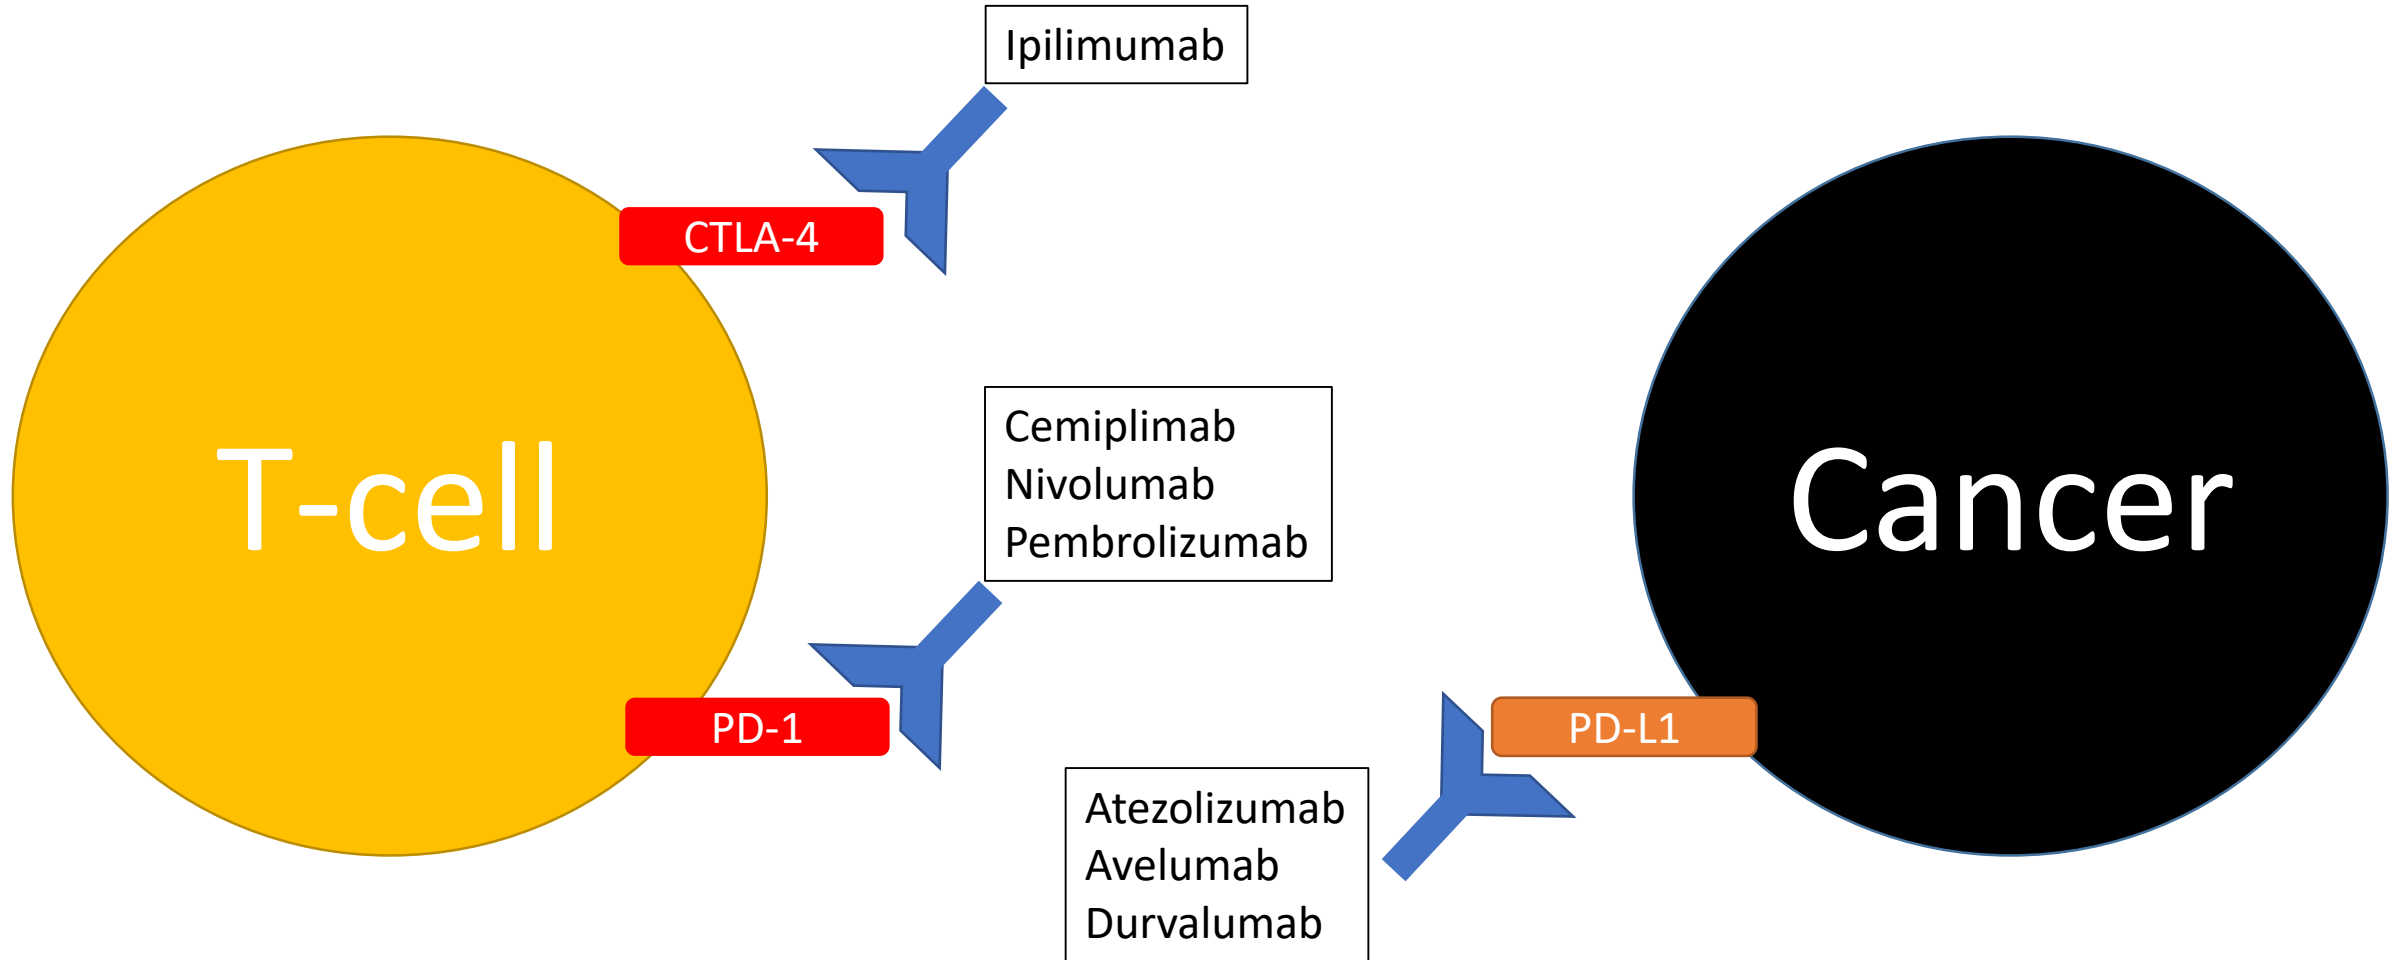 Ipilimumab
CTLA-4
T-cell
Cemiplimab
Nivolumab
Pembrolizumab
Cancer
PD-1
PD-L1
Atezolizumab
Avelumab
Durvalumab